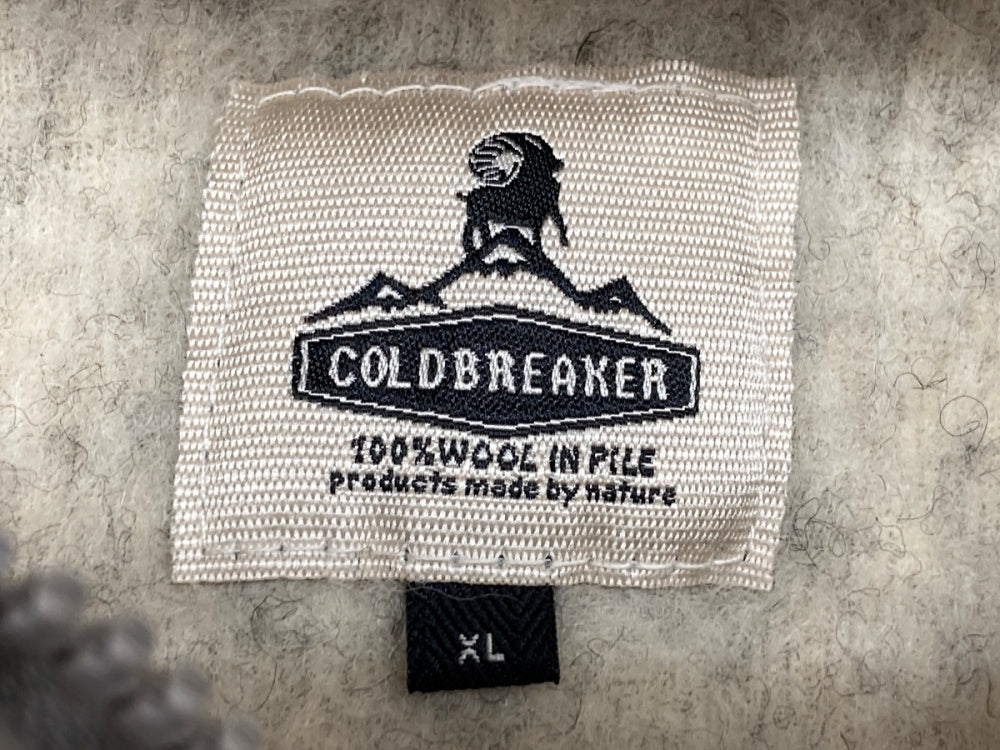 COLDBREAKER
100% WOOL IN PILE
products made by nature
XL